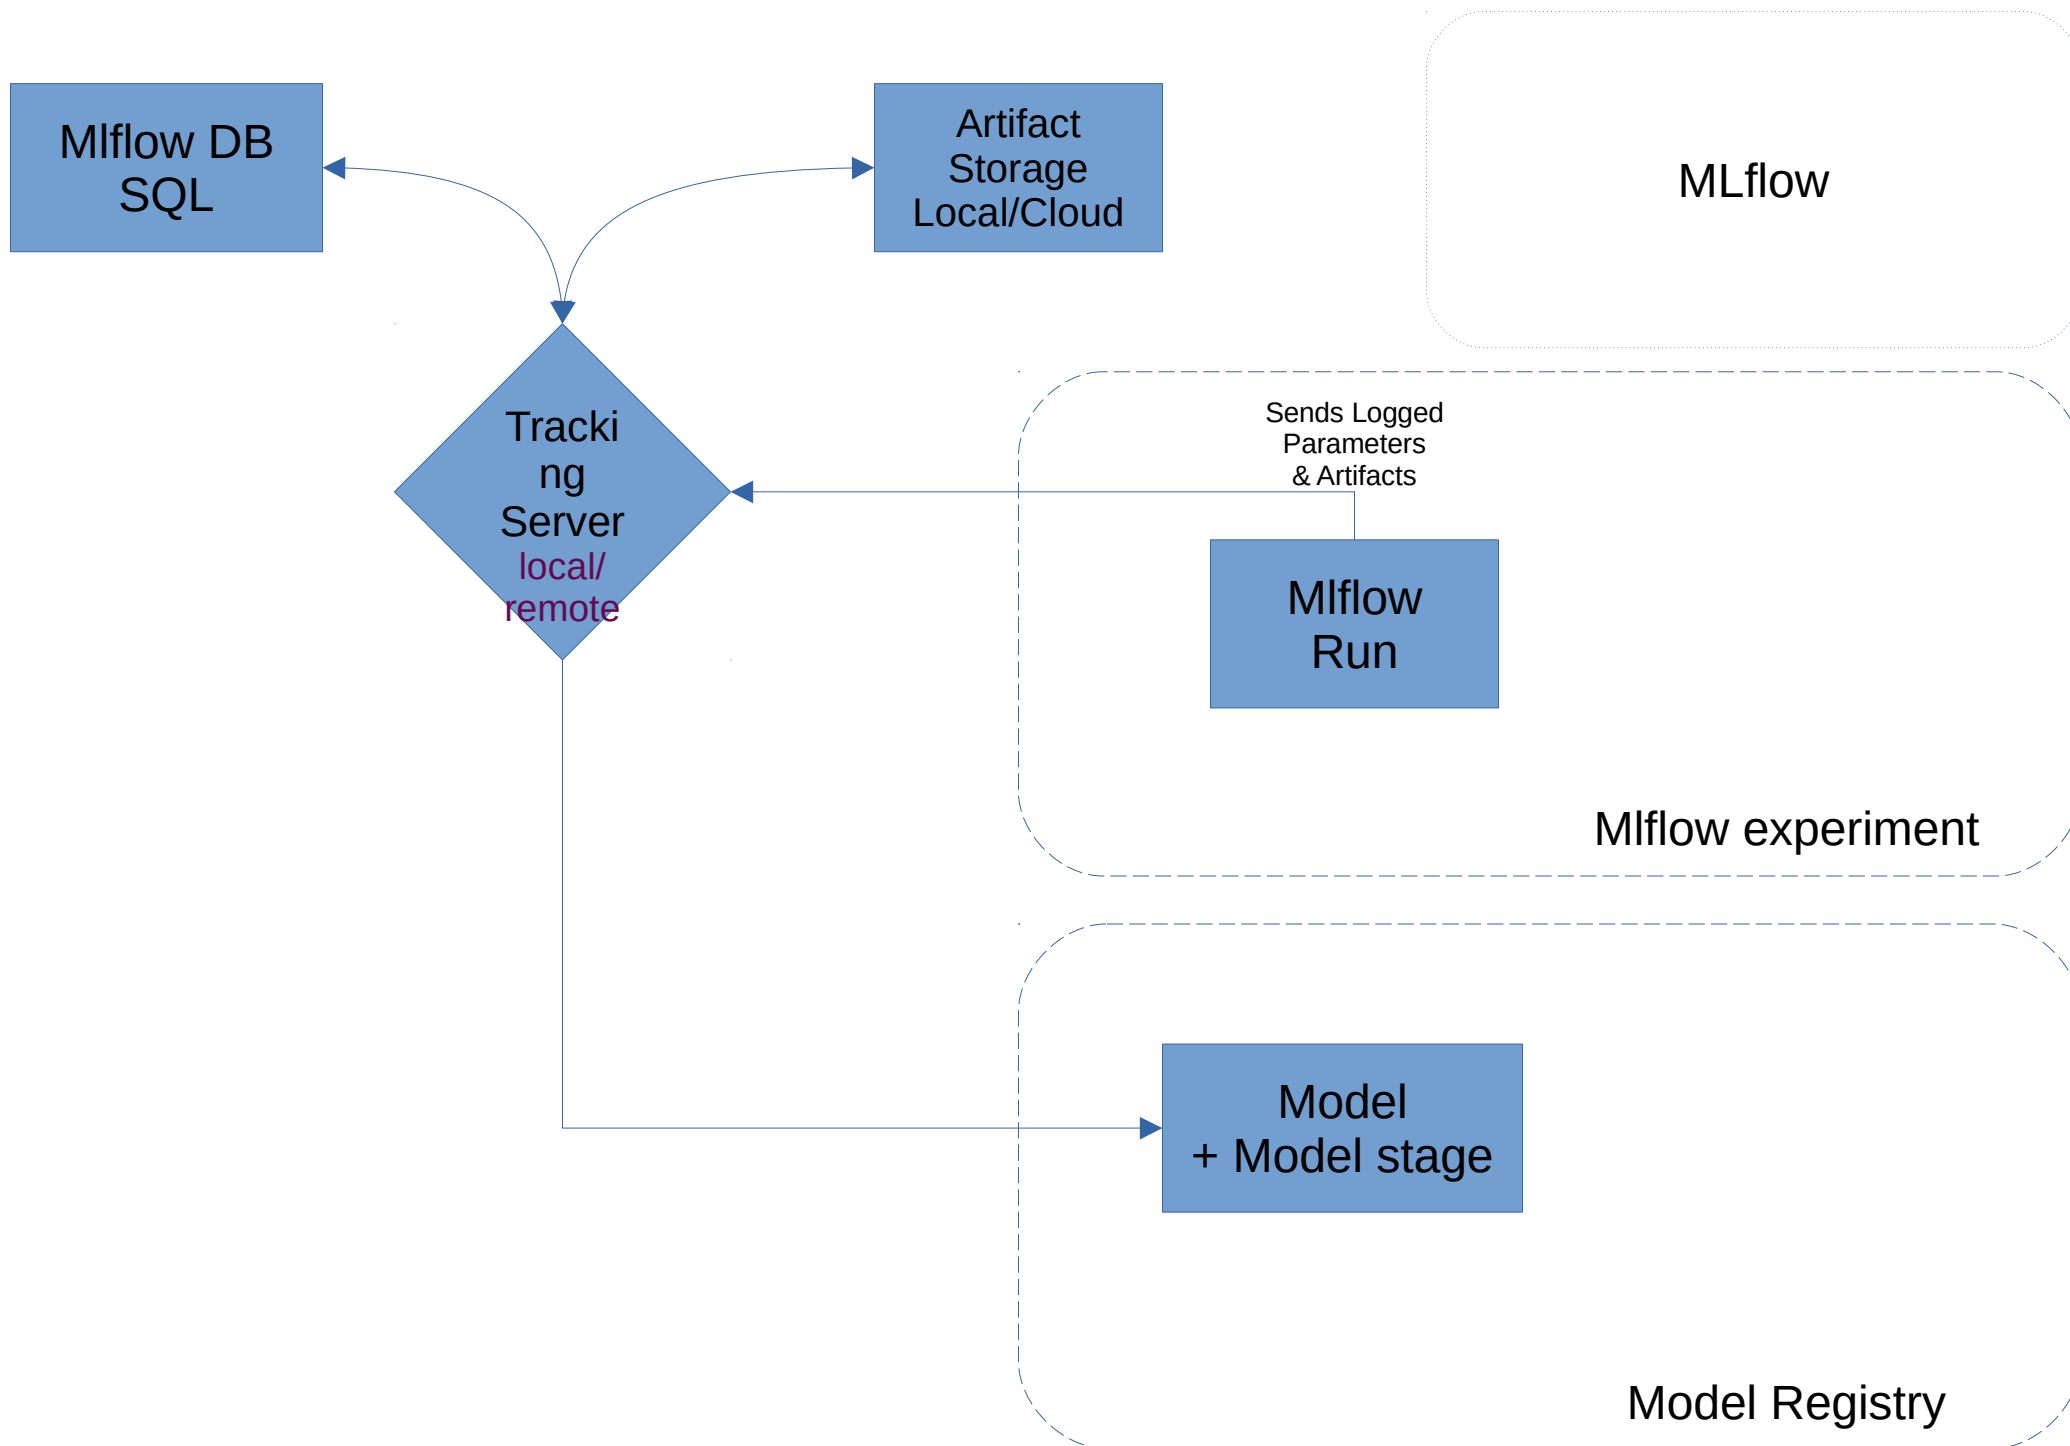 Mlflow DB
SQL
Artifact
Storage
Local/Cloud
MLflow
Tracki
ng
Server
local/
remote
Sends Logged
Parameters
& Artifacts
Mlflow
Run
Mlflow experiment
Model
+ Model stage
Model Registry